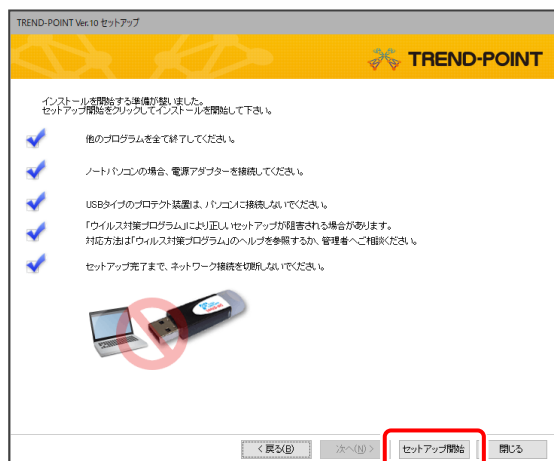 TREND-POINT Ver.10 セットアップ
TREND-POINT
インストールを開始する準備が整いました。
セットアップ開始をクリックしてインストールを開始して下さい。
他のプログラムを全て終了してください。
ノートパソコンの場合、電源アダプターを接続してください。
USBタイプのプロテクト装置は、パソコンに接続しないでください。
「ウイルス対策プログラム」により正しいセットアップが阻害される場合があります。
対応方法は「ウィルス対策プログラム」のヘルプを参照するか、管理者へご相談ください。
セットアップ完了まで、ネットワーク接続を切断しないでください。
< 戻る(B)
次へ(N) >
セットアップ開始
閉じる